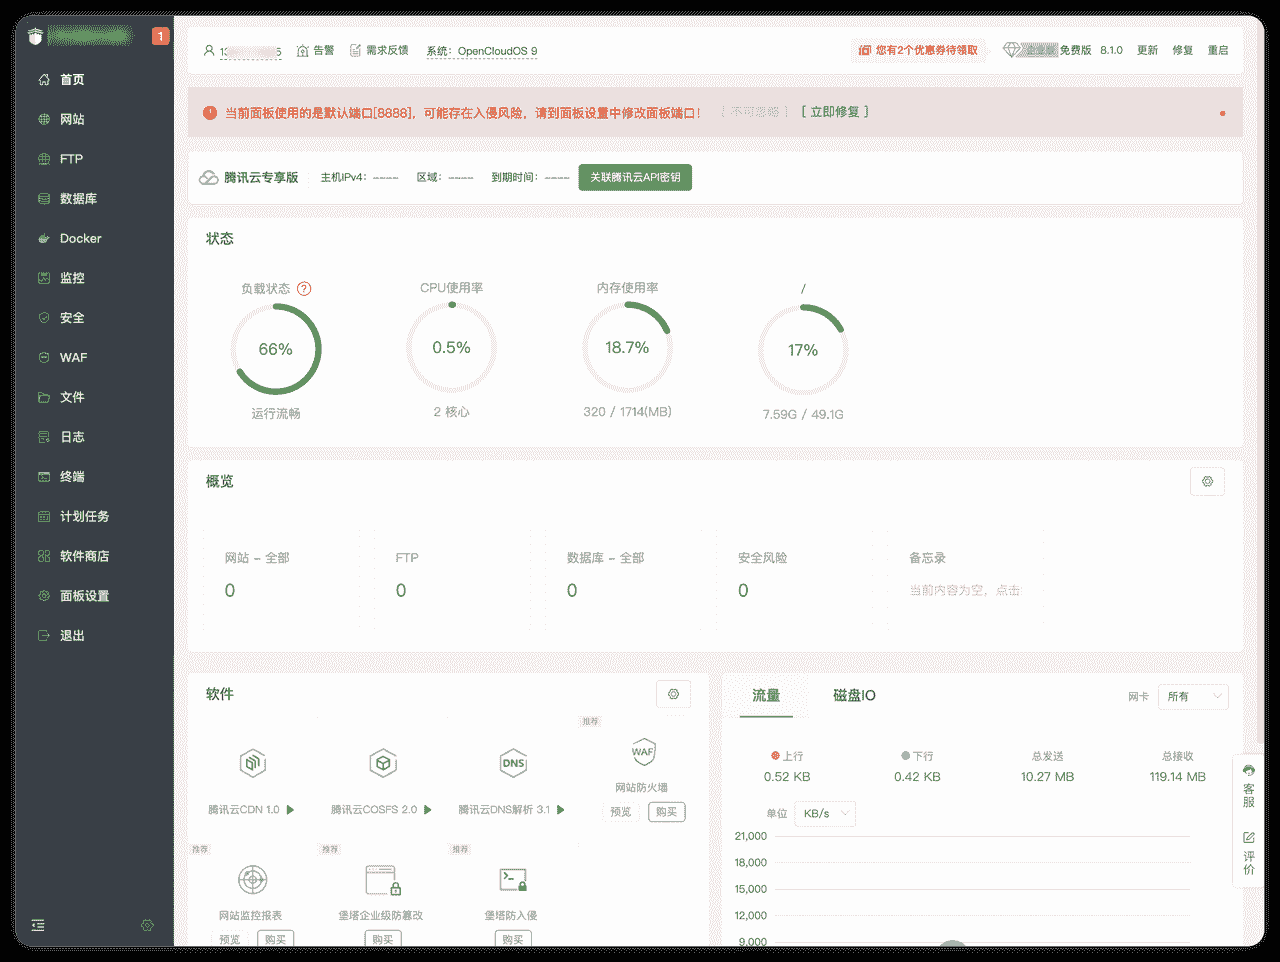 1
首页
网站
FTP
数据库
Docker
监控
安全
WAF
文件
日志
终端
计划任务
软件商店
面板设置
退出
告警
需求反馈
系统：OpenCloudOS 9
您有2个优惠券待领取
免费版 8.1.0 更新 修复 重启
当前面板使用的是默认端口[8888]，可能存在入侵风险，请到面板设置中修改面板端口！ [ 不可忽略 ] [ 立即修复 ]
腾讯云专享版 主机IPv4：---- 区域：---- 到期时间：---- 关联腾讯云API密钥
状态
负载状态 ?
66%
运行流畅
CPU使用率
0.5%
2 核心
内存使用率
18.7%
320 / 1714(MB)
/
17%
7.59G / 49.1G
概览
网站 - 全部
0
FTP
0
数据库 - 全部
0
安全风险
0
备忘录
当前内容为空，点击
软件
腾讯云CDN 1.0
腾讯云COSFS 2.0
DNS
腾讯云DNS解析 3.1
推荐
WAF
网站防火墙
预览 购买
推荐
网站监控报表
预览 购买
推荐
堡塔企业级防篡改
购买
推荐
堡塔防入侵
购买
流量 磁盘IO
网卡 所有
上行
0.52 KB
下行
0.42 KB
总发送
10.27 MB
总接收
119.14 MB
单位 KB/s
21,000
18,000
15,000
12,000
9,000
客服
评价